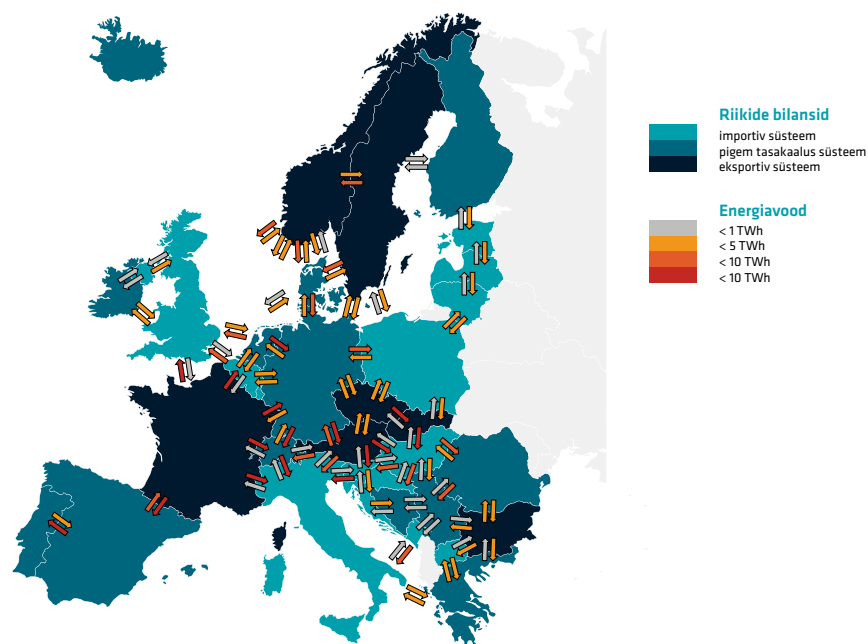 Riikide bilansid
importiv süsteem
pigem tasakaalus süsteem
eksportiv süsteem
Energiavood
< 1 TWh
< 5 TWh
< 10 TWh
< 10 TWh